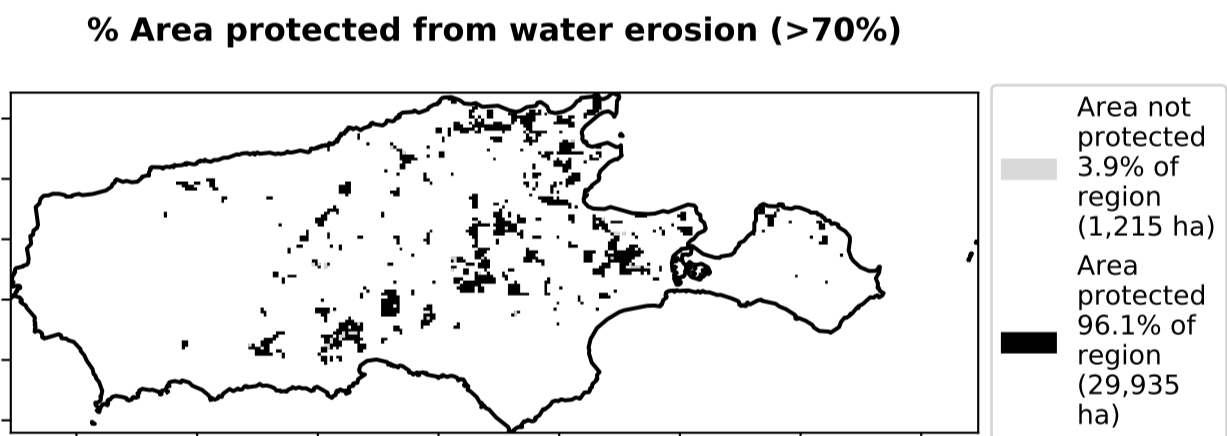 % Area protected from water erosion (>70%)
Area not
protected
3.9% of
region
(1,215 ha)
Area
protected
96.1% of
region
(29,935
ha)